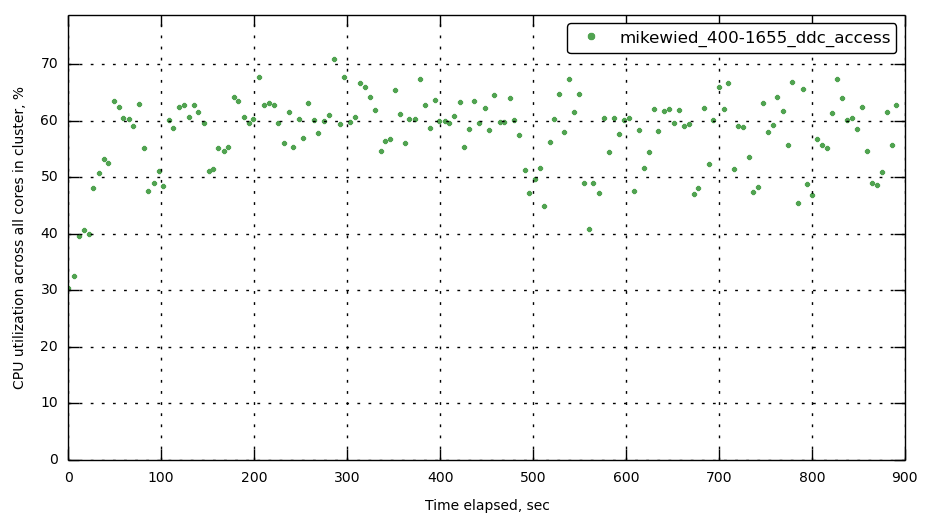 mikewied_400-1655_ddc_access
CPU utilization across all cores in cluster, %
70
60
50
40
30
20
10
0
0 100 200 300 400 500 600 700 800 900
Time elapsed, sec